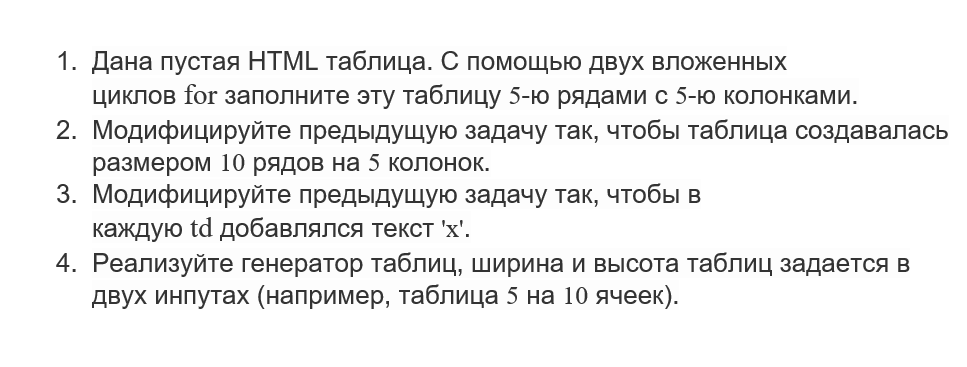 1. Дана пустая HTML таблица. С помощью двух вложенных
циклов for заполните эту таблицу 5-ю рядами с 5-ю колонками.
2. Модифицируйте предыдущую задачу так, чтобы таблица создавалась
размером 10 рядов на 5 колонок.
3. Модифицируйте предыдущую задачу так, чтобы в
каждую td добавлялся текст 'x'.
4. Реализуйте генератор таблиц, ширина и высота таблиц задается в
двух инпутах (например, таблица 5 на 10 ячеек).